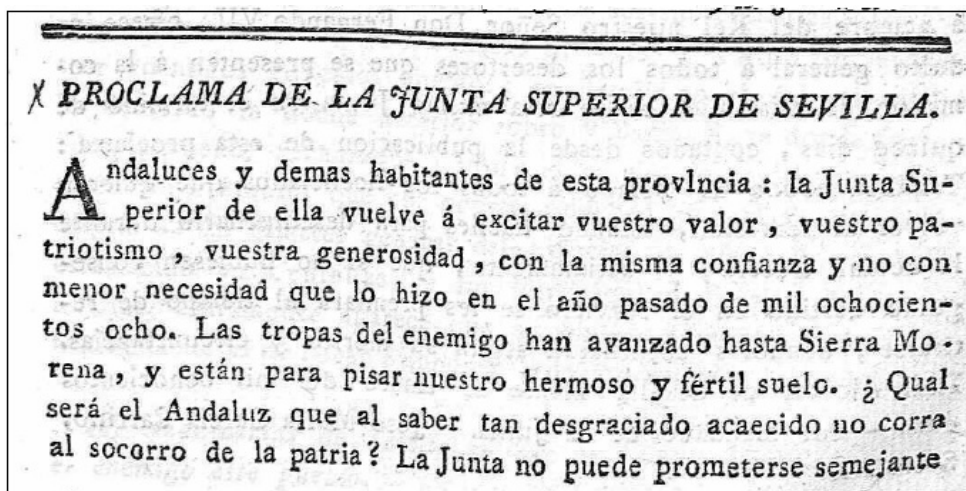 PROCLAMA DE LA JUNTA SUPERIOR DE SEVILLA.
Andaluces y demas habitantes de esta provIncia : la Junta Su-
perior de ella vuelve á excitar vuestro valor , vuestro pa-
triotismo , vuestra generosidad , con la misma confianza y no con
menor necesidad que lo hizo en el año pasado de mil ochocien-
tos ocho. Las tropas del enemigo han avanzado hasta Sierra Mo-
rena , y están para pisar nuestro hermoso y fértil suelo. ¿ Qual
será el Andaluz que al saber tan desgraciado acaecido no corra
al socorro de la patria? La Junta no puede prometerse semejante